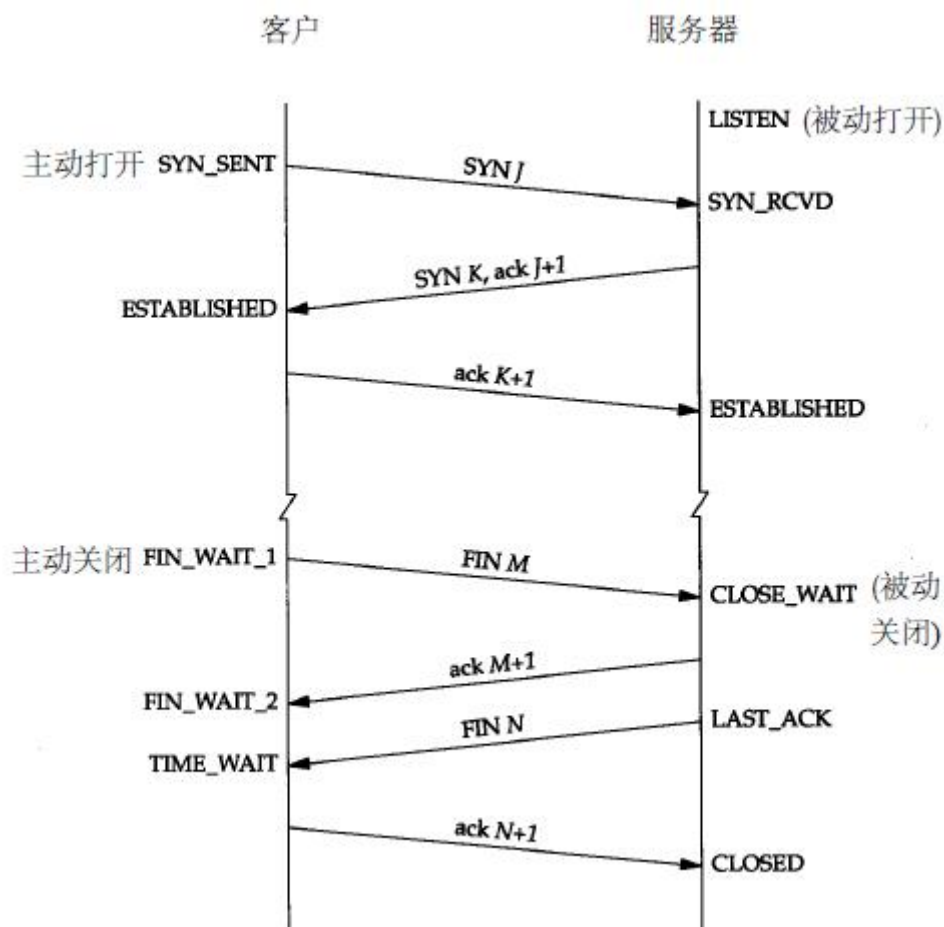 客户 服务器
LISTEN (被动打开)
主动打开 SYN_SENT
SYN J
SYN_RCVD
SYN K, ack J+1
ESTABLISHED
ack K+1
ESTABLISHED
主动关闭 FIN_WAIT_1
FIN M
CLOSE_WAIT (被动
关闭)
ack M+1
FIN_WAIT_2
LAST_ACK
FIN N
TIME_WAIT
ack N+1
CLOSED